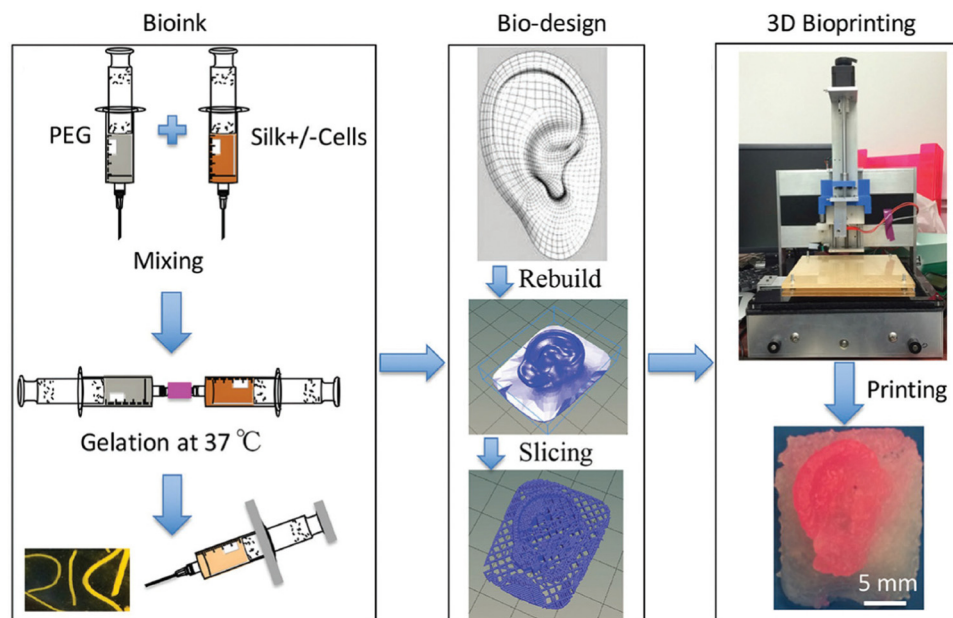 Bioink
PEG
Silk+/-Cells
Mixing
Gelation at 37 ℃
Bio-design
Rebuild
Slicing
3D Bioprinting
Printing
5 mm